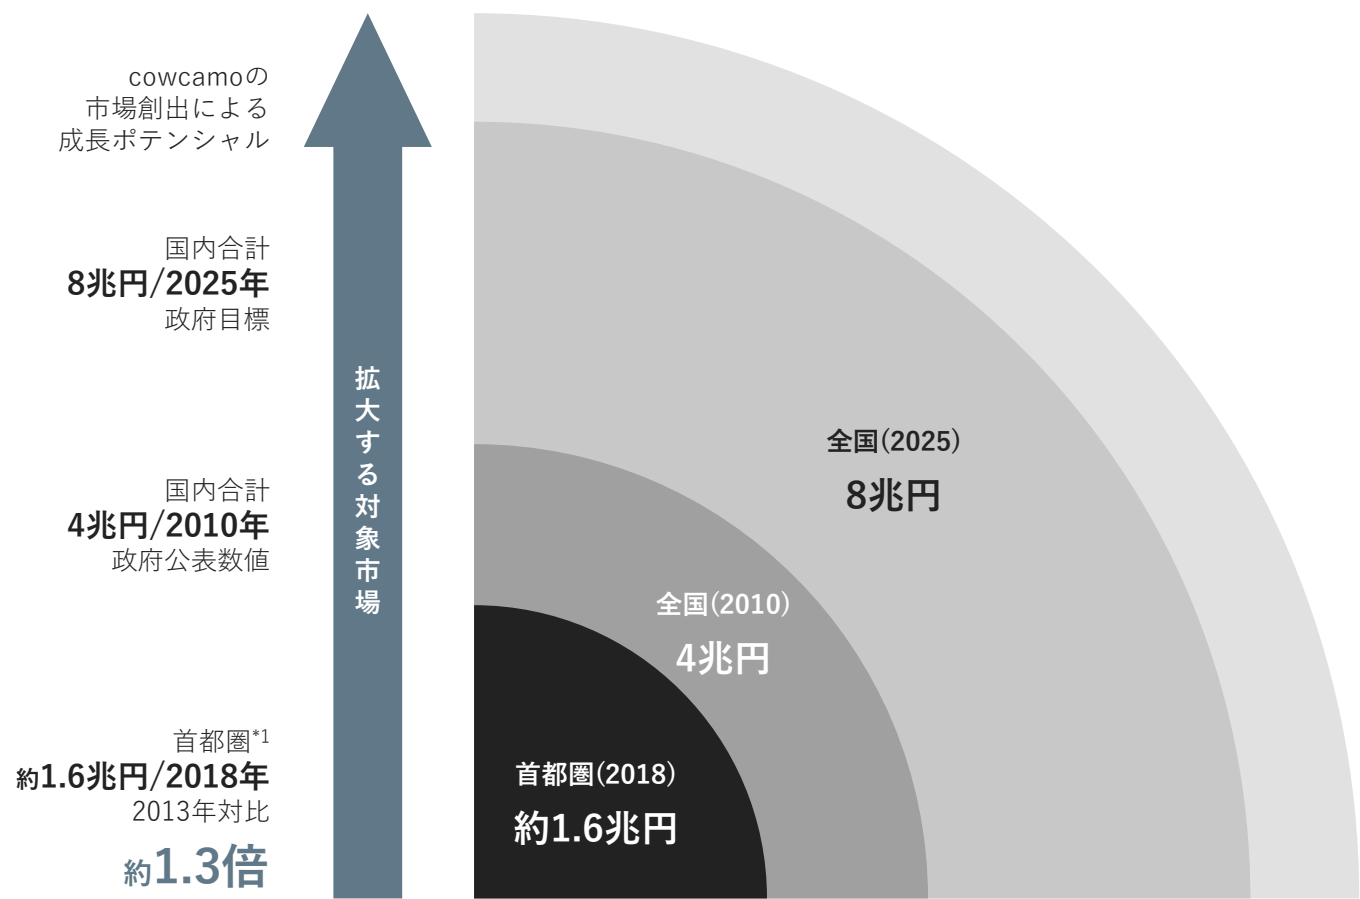 cowcamoの
市場創出による
成長ポテンシャル
国内合計
8兆円/2025年
政府目標
国内合計
4兆円/2010年
政府公表数値
首都圏*1
約1.6兆円/2018年
2013年対比
約1.3倍
拡大する対象市場
全国(2025)
8兆円
全国(2010)
4兆円
首都圏(2018)
約1.6兆円